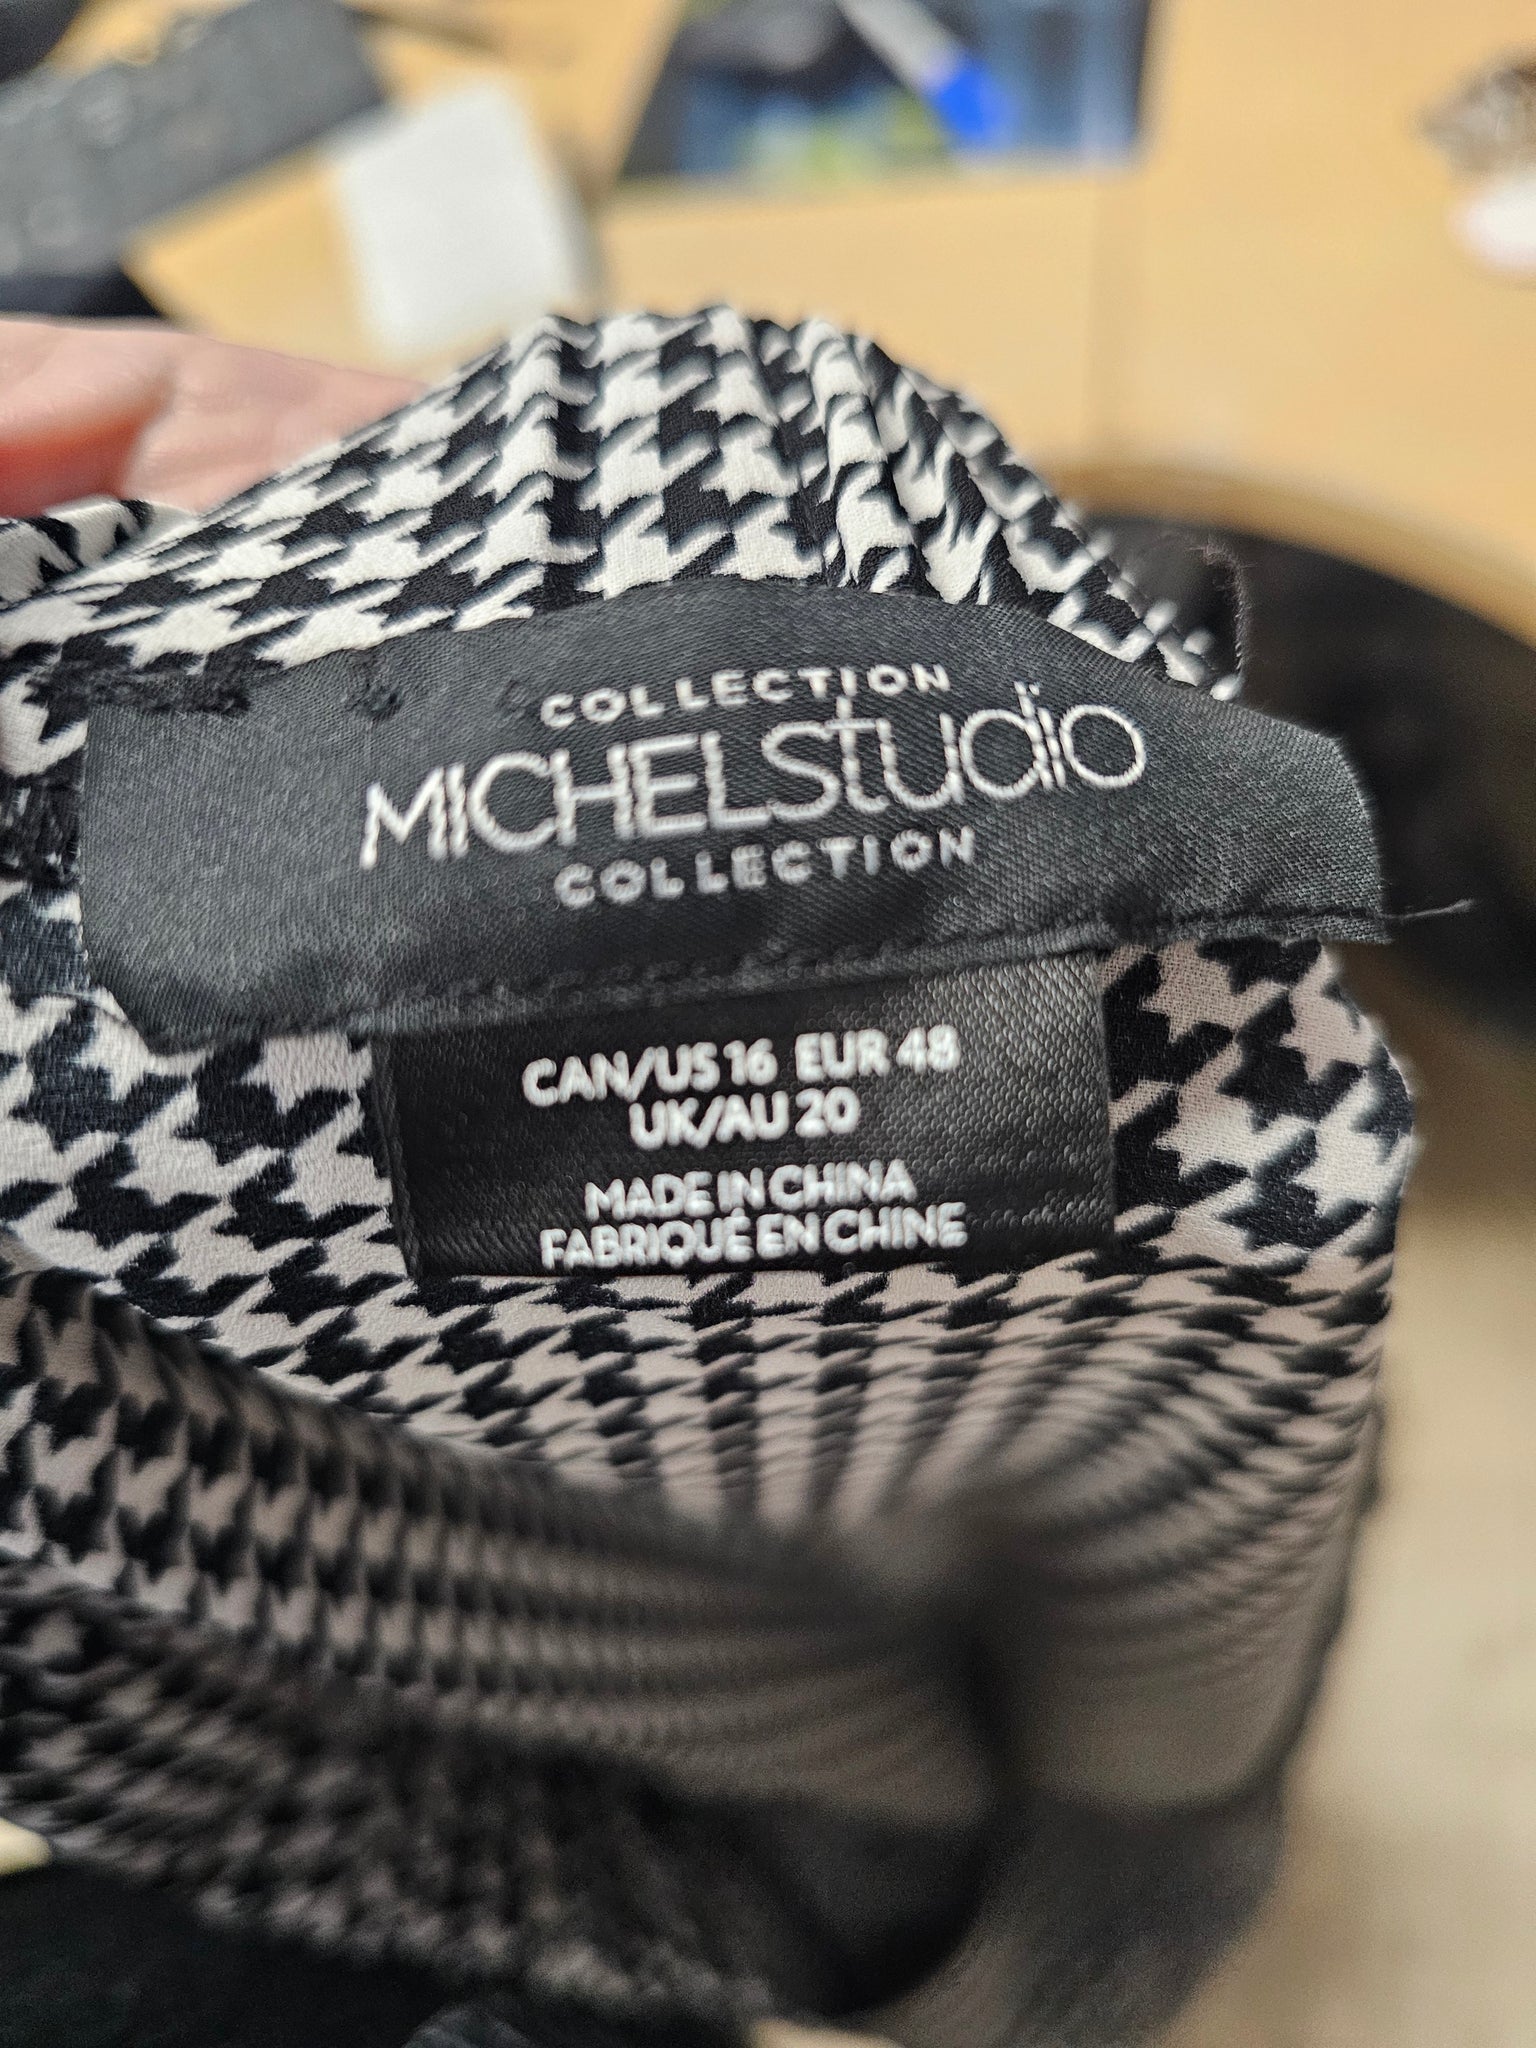 COLLECTION
MICHELstudio
COLLECTION
CAN/US 16 EUR 48
UK/AU 20
MADE IN CHINA
FABRIQUÉ EN CHINE